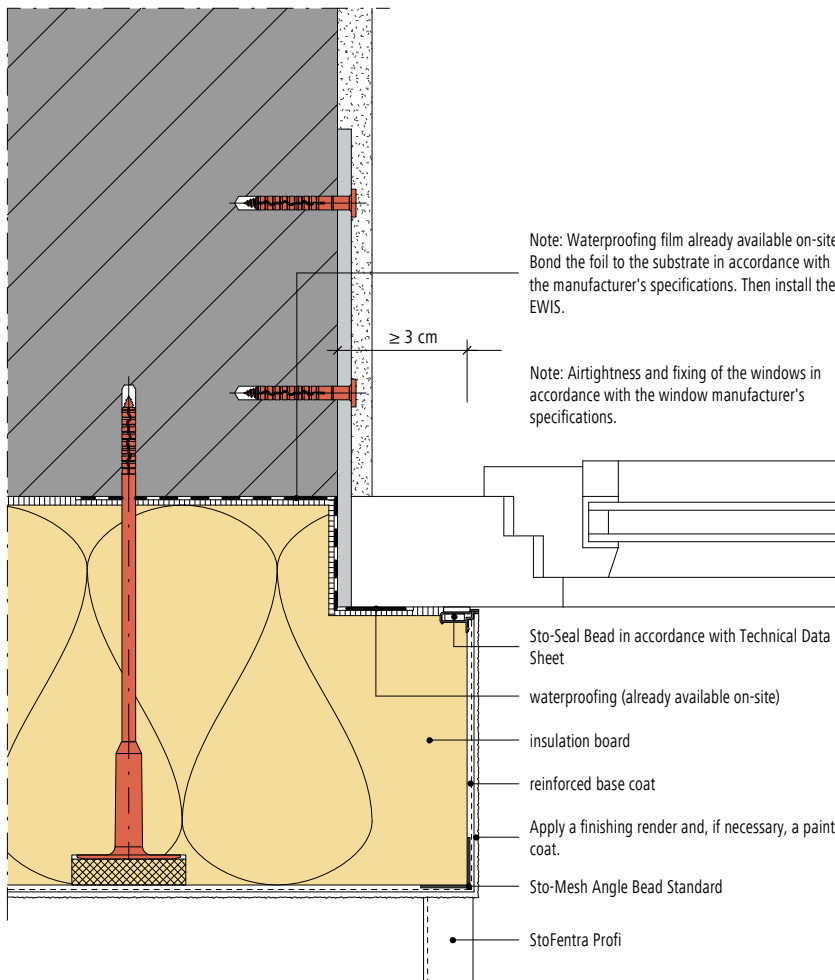 Note: Waterproofing film already available on-site
Bond the foil to the substrate in accordance with
the manufacturer's specifications. Then install the
EWIS.
≥ 3 cm
Note: Airtightness and fixing of the windows in
accordance with the window manufacturer's
specifications.
Sto-Seal Bead in accordance with Technical Data
Sheet
waterproofing (already available on-site)
insulation board
reinforced base coat
Apply a finishing render and, if necessary, a paint
coat.
Sto-Mesh Angle Bead Standard
StoFentra Profi